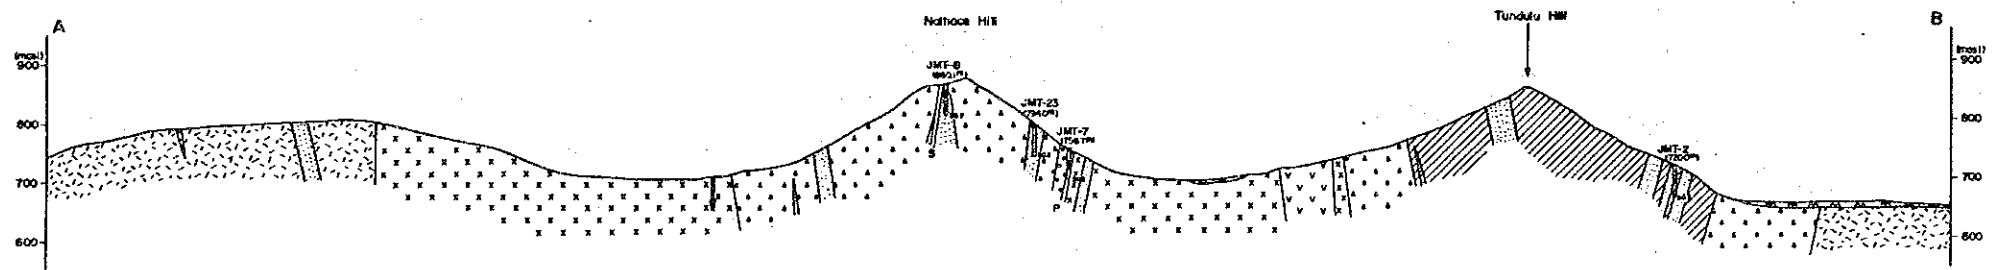 A
Nathace Hill
Tundulu Hill
B
(masl)
900
JMT-8
(masl)
900
JMT-23
800
JMT-7
800
JMT-2
S
700
700
P
600
600